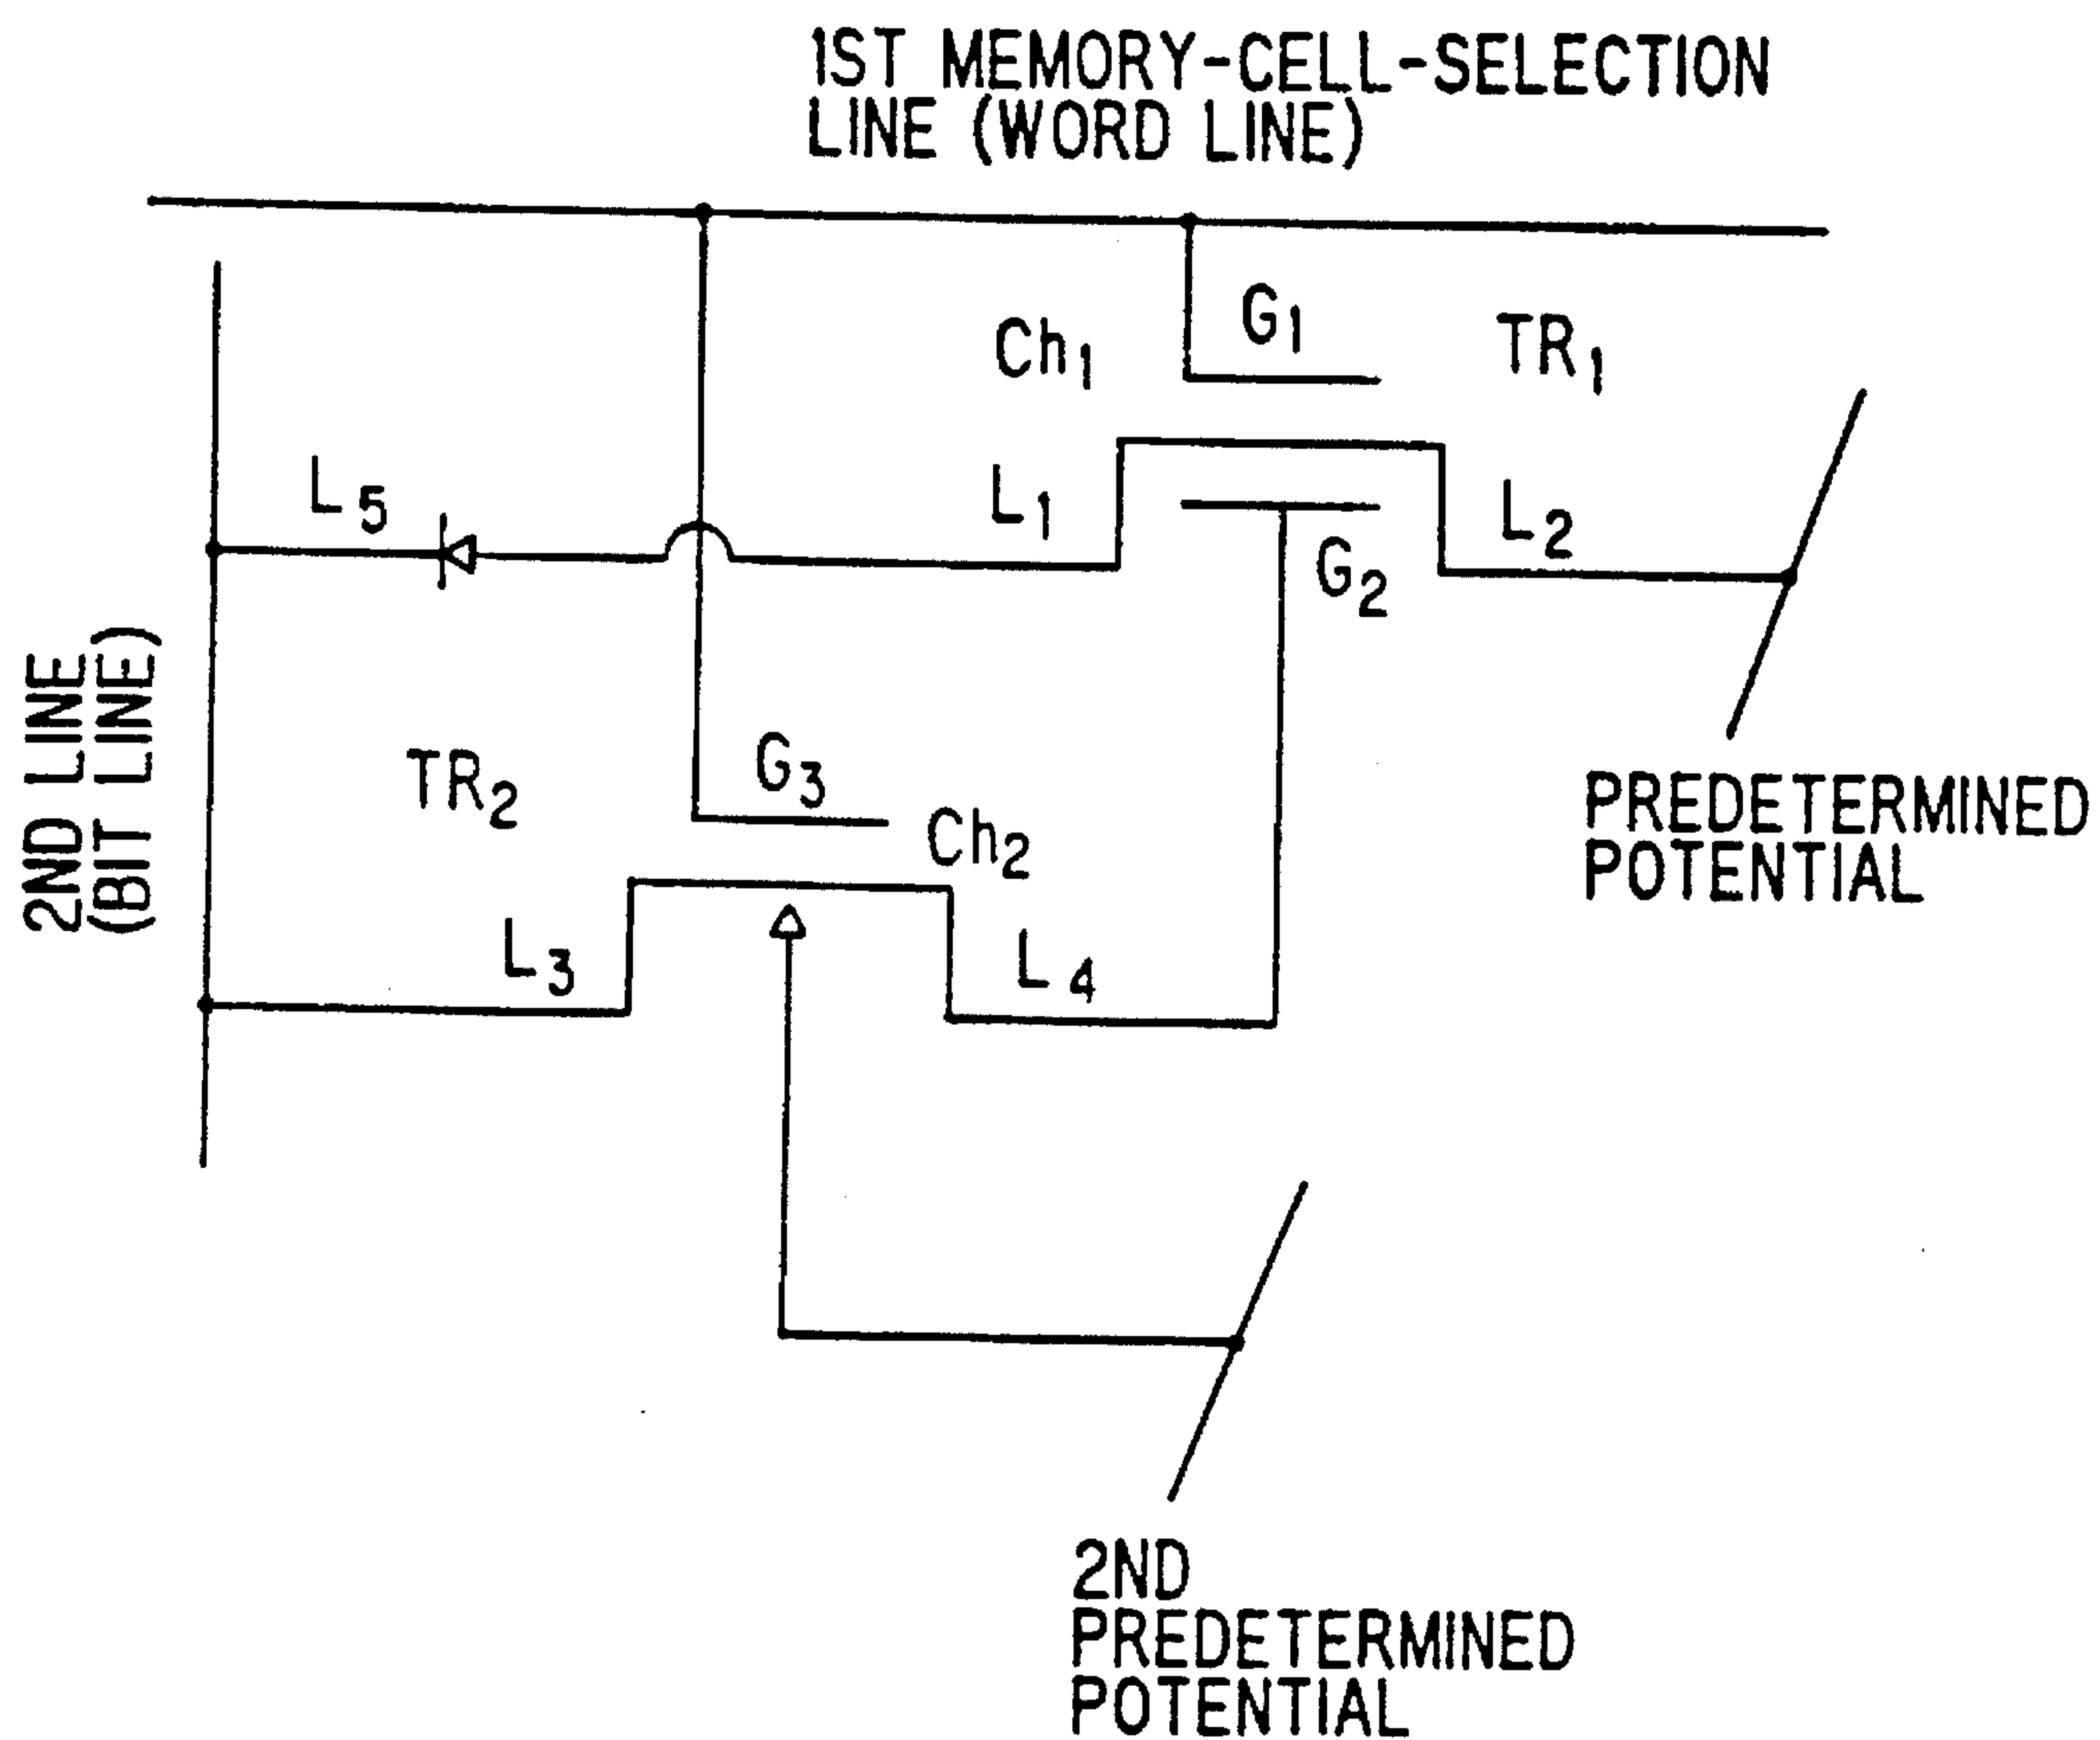 1ST MEMORY-CELL-SELECTION
LINE (WORD LINE)
G1
Ch1
TR1
L5
L1
L2
G2
2ND LINE
(BIT LINE)
TR2
G3
Ch2
PREDETERMINED
POTENTIAL
L3
L4
2ND
PREDETERMINED
POTENTIAL